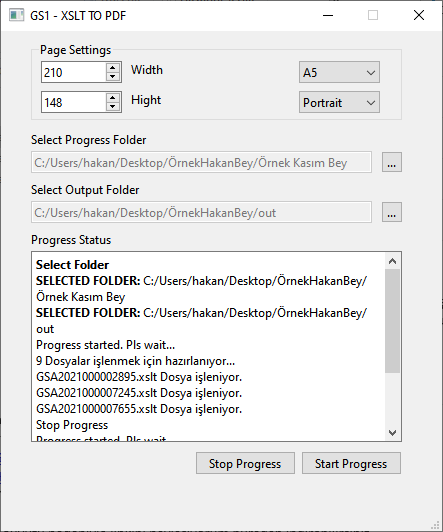 GS1 - XSLT TO PDF
Page Settings
210 Width A5
148 Hight Portrait
Select Progress Folder
C:/Users/hakan/Desktop/ÖrnekHakanBey/Örnek Kasım Bey ...
Select Output Folder
C:/Users/hakan/Desktop/ÖrnekHakanBey/out ...
Progress Status
Select Folder
SELECTED FOLDER: C:/Users/hakan/Desktop/ÖrnekHakanBey/
Örnek Kasım Bey
SELECTED FOLDER: C:/Users/hakan/Desktop/ÖrnekHakanBey/
out
Progress started. Pls wait...
9 Dosyalar işlenmek için hazırlanıyor...
GSA2021000002895.xslt Dosya işleniyor.
GSA2021000007245.xslt Dosya işleniyor.
GSA2021000007655.xslt Dosya işleniyor.
Stop Progress
Progress started. Pls wait
Stop Progress Start Progress